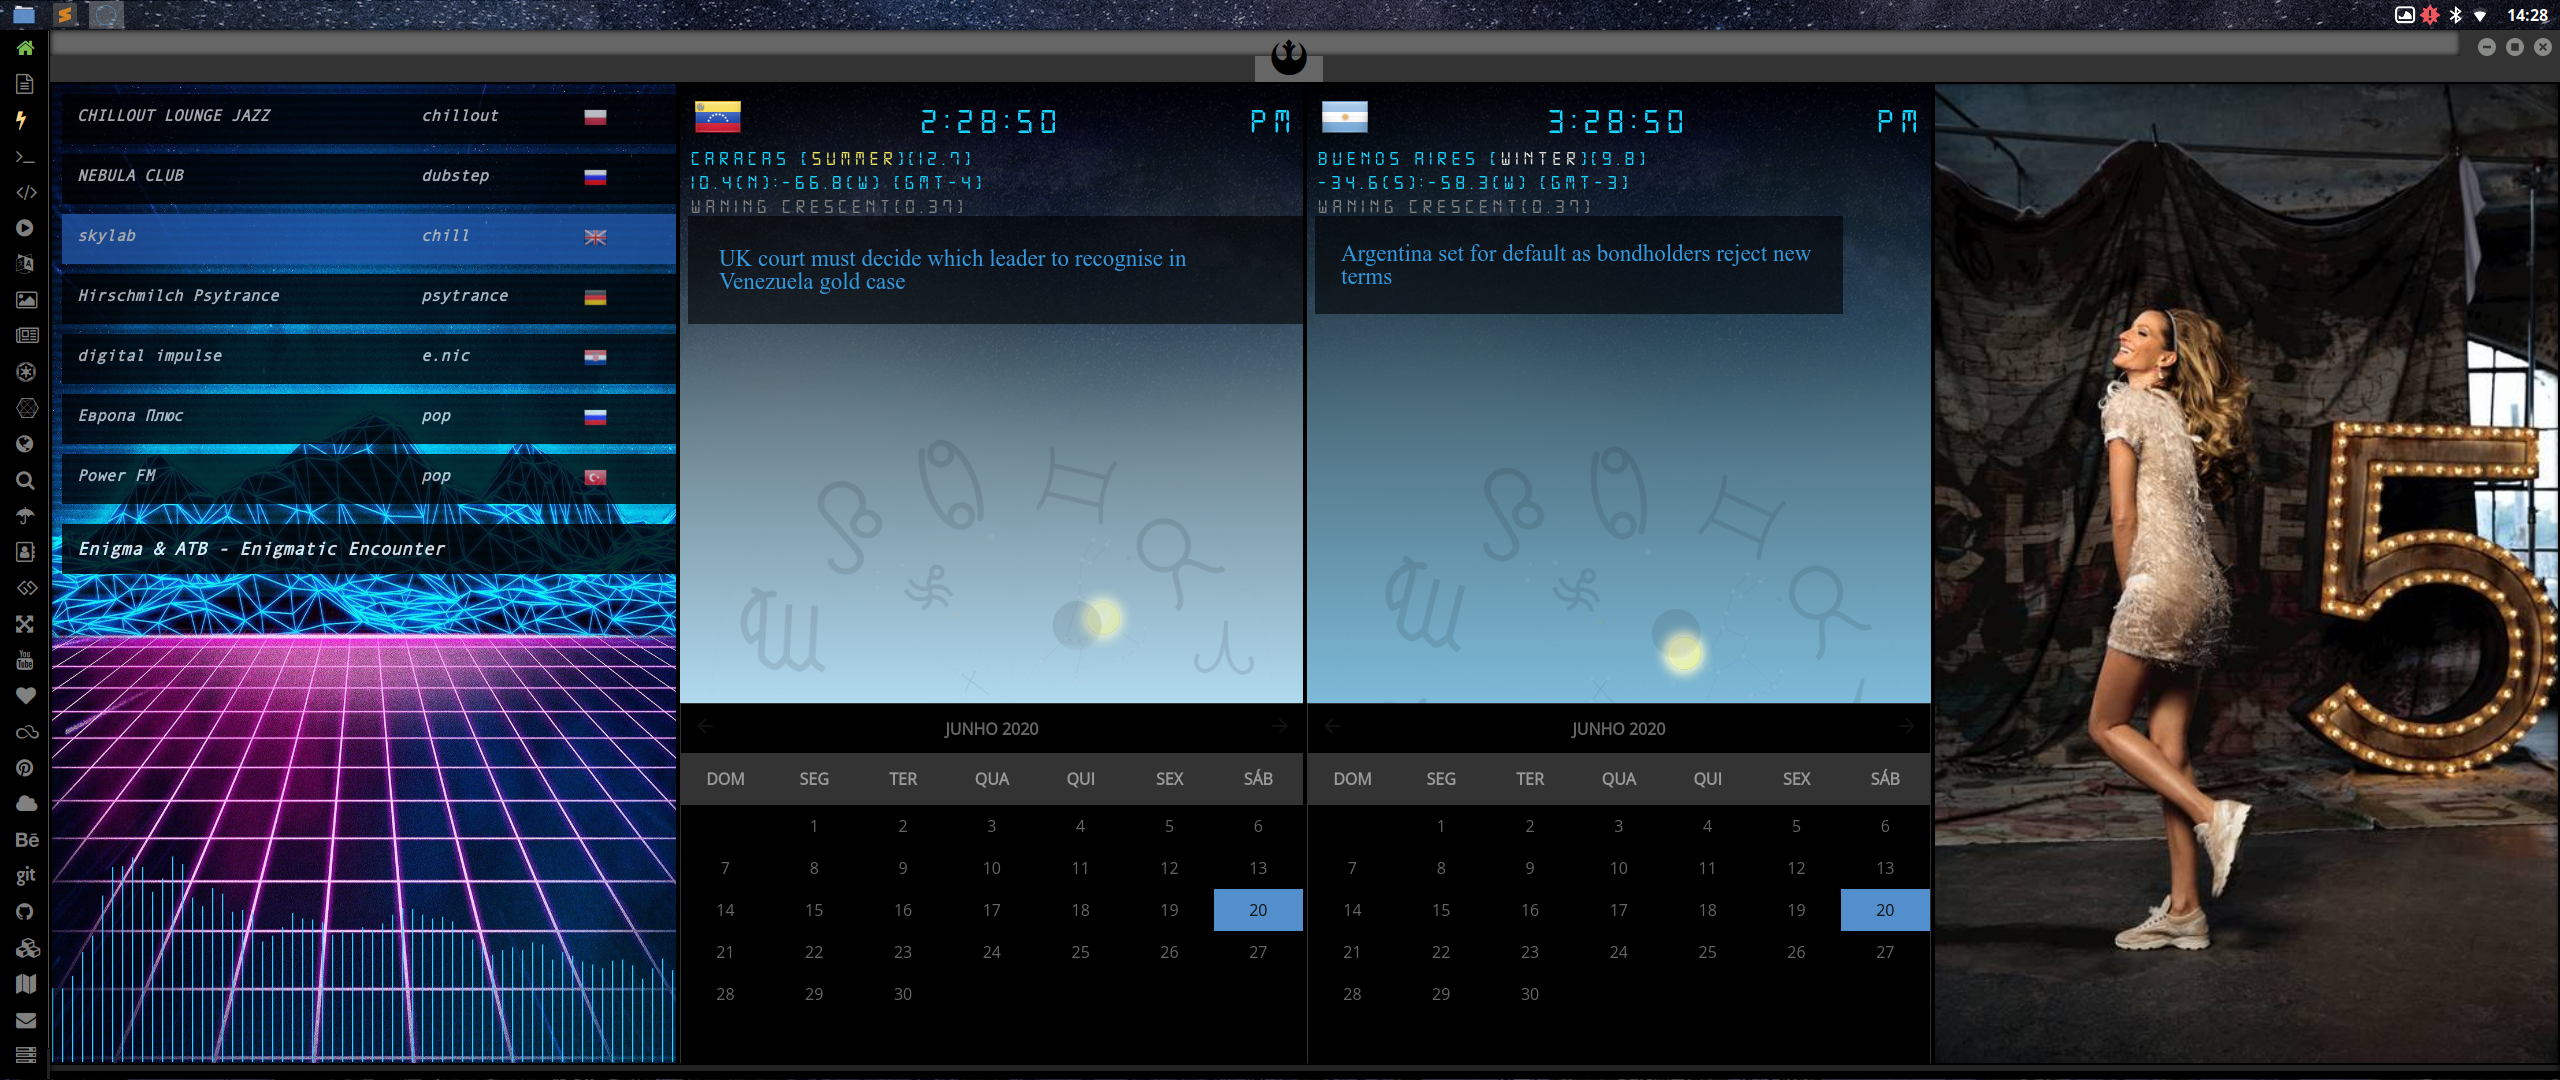 14:28
CHILLOUT LOUNGE JAZZ chillout
NEBULA CLUB dubstep
skylab chill
Hirschmilch Psytrance psytrance
digital impulse e.nic
Европа Плюс pop
Power FM pop
Enigma & ATB - Enigmatic Encounter
You
Tube
Bē
git
2:28:50 PM
CARACAS (SUMMER)(12.7)
10.4(N):-66.8(W) (GMT-4)
WANING CRESCENT(0.37)
UK court must decide which leader to recognise in
Venezuela gold case
JUNHO 2020
DOM SEG TER QUA QUI SEX SÁB
1 2 3 4 5 6
7 8 9 10 11 12 13
14 15 16 17 18 19 20
21 22 23 24 25 26 27
28 29 30
3:28:50 PM
BUENOS AIRES (WINTER)(9.8)
-34.6(S):-58.3(W) (GMT-3)
WANING CRESCENT(0.37)
Argentina set for default as bondholders reject new
terms
JUNHO 2020
DOM SEG TER QUA QUI SEX SÁB
1 2 3 4 5 6
7 8 9 10 11 12 13
14 15 16 17 18 19 20
21 22 23 24 25 26 27
28 29 30
5